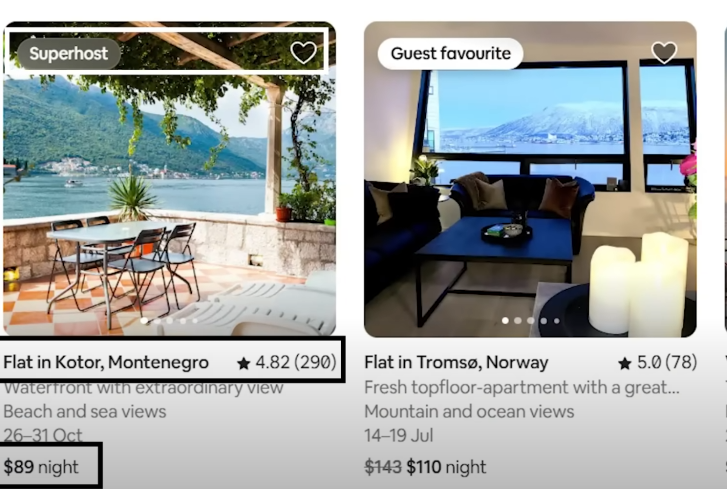 Superhost
Flat in Kotor, Montenegro ★ 4.82 (290)
Waterfront with extraordinary view
Beach and sea views
26–31 Oct
$89 night
Guest favourite
Flat in Tromsø, Norway ★ 5.0 (78)
Fresh topfloor-apartment with a great...
Mountain and ocean views
14–19 Jul
$143 $110 night